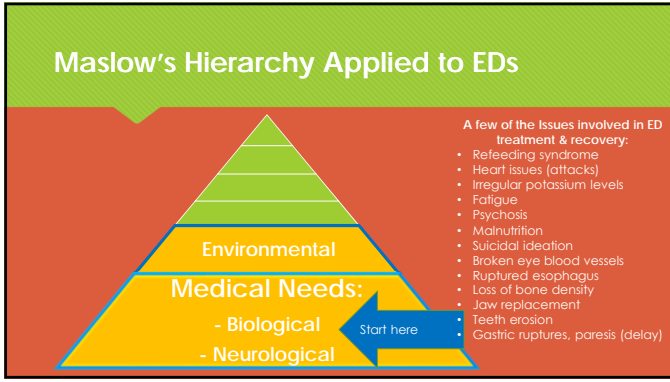 Maslow's Hierarchy Applied to EDs
Environmental
Medical Needs:
- Biological
- Neurological
Start here
A few of the Issues involved in ED
treatment & recovery:
• Refeeding syndrome
• Heart issues (attacks)
• Irregular potassium levels
• Fatigue
• Psychosis
• Malnutrition
• Suicidal ideation
• Broken eye blood vessels
• Ruptured esophagus
• Loss of bone density
• Jaw replacement
• Teeth erosion
• Gastric ruptures, paresis (delay)